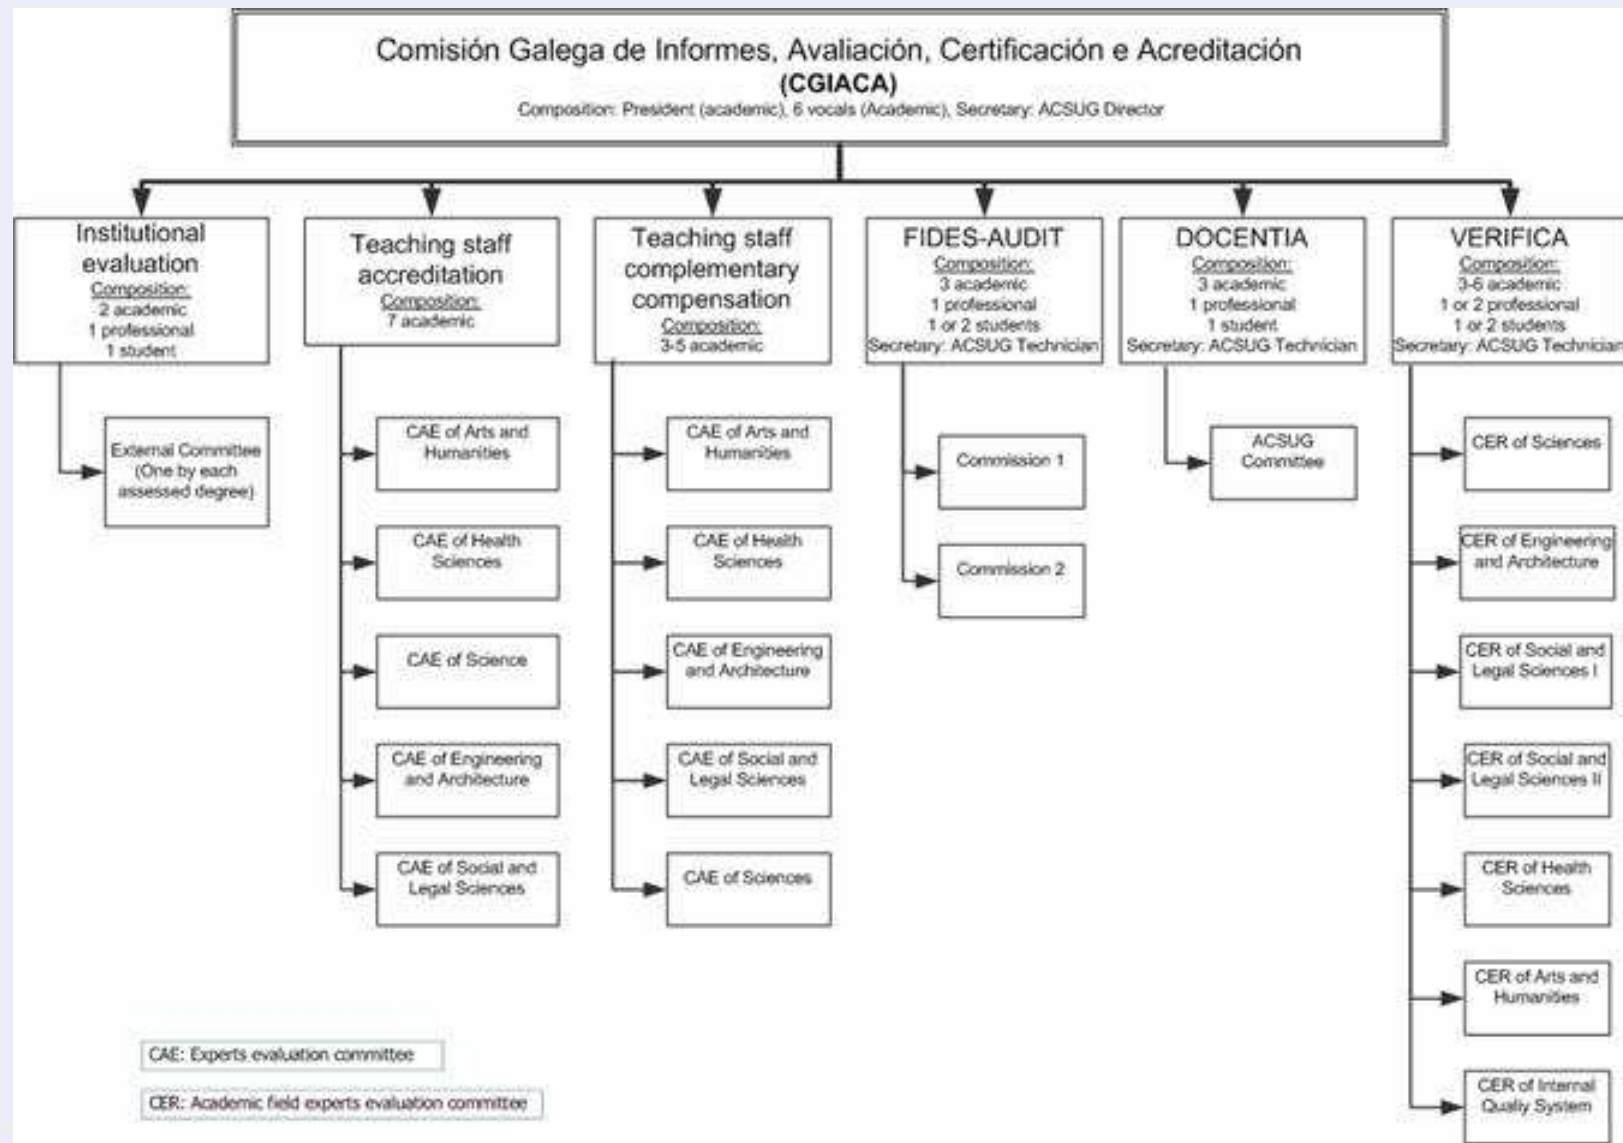 Comisión Galega de Informes, Avaliación, Certificación e Acreditación
(CGIACA)
Composition: President (academic), 6 vocals (Academic), Secretary: ACSUG Director
Institutional
evaluation
Composition:
2 academic
1 professional
1 student
External Committee
(One by each
assessed degree)
Teaching staff
accreditation
Composition:
7 academic
CAE of Arts and
Humanities
CAE of Health
Sciences
CAE of Science
CAE of Engineering
and Architecture
CAE of Social and
Legal Sciences
Teaching staff
complementary
compensation
Composition:
3-5 academic
CAE of Arts and
Humanities
CAE of Health
Sciences
CAE of Engineering
and Architecture
CAE of Social and
Legal Sciences
CAE of Sciences
FIDES-AUDIT
Composition:
3 academic
1 professional
1 or 2 students
Secretary: ACSUG Technician
Commission 1
Commission 2
DOCENTIA
Composition:
3 academic
1 professional
1 student
Secretary: ACSUG Technician
ACSUG
Committee
VERIFICA
Composition:
3-6 academic
1 or 2 professional
1 or 2 students
Secretary: ACSUG Technician
CER of Sciences
CER of Engineering
and Architecture
CER of Social and
Legal Sciences I
CER of Social and
Legal Sciences II
CER of Health
Sciences
CER of Arts and
Humanities
CER of Internal
Qualiy System
CAE: Experts evaluation committee
CER: Academic field experts evaluation committee